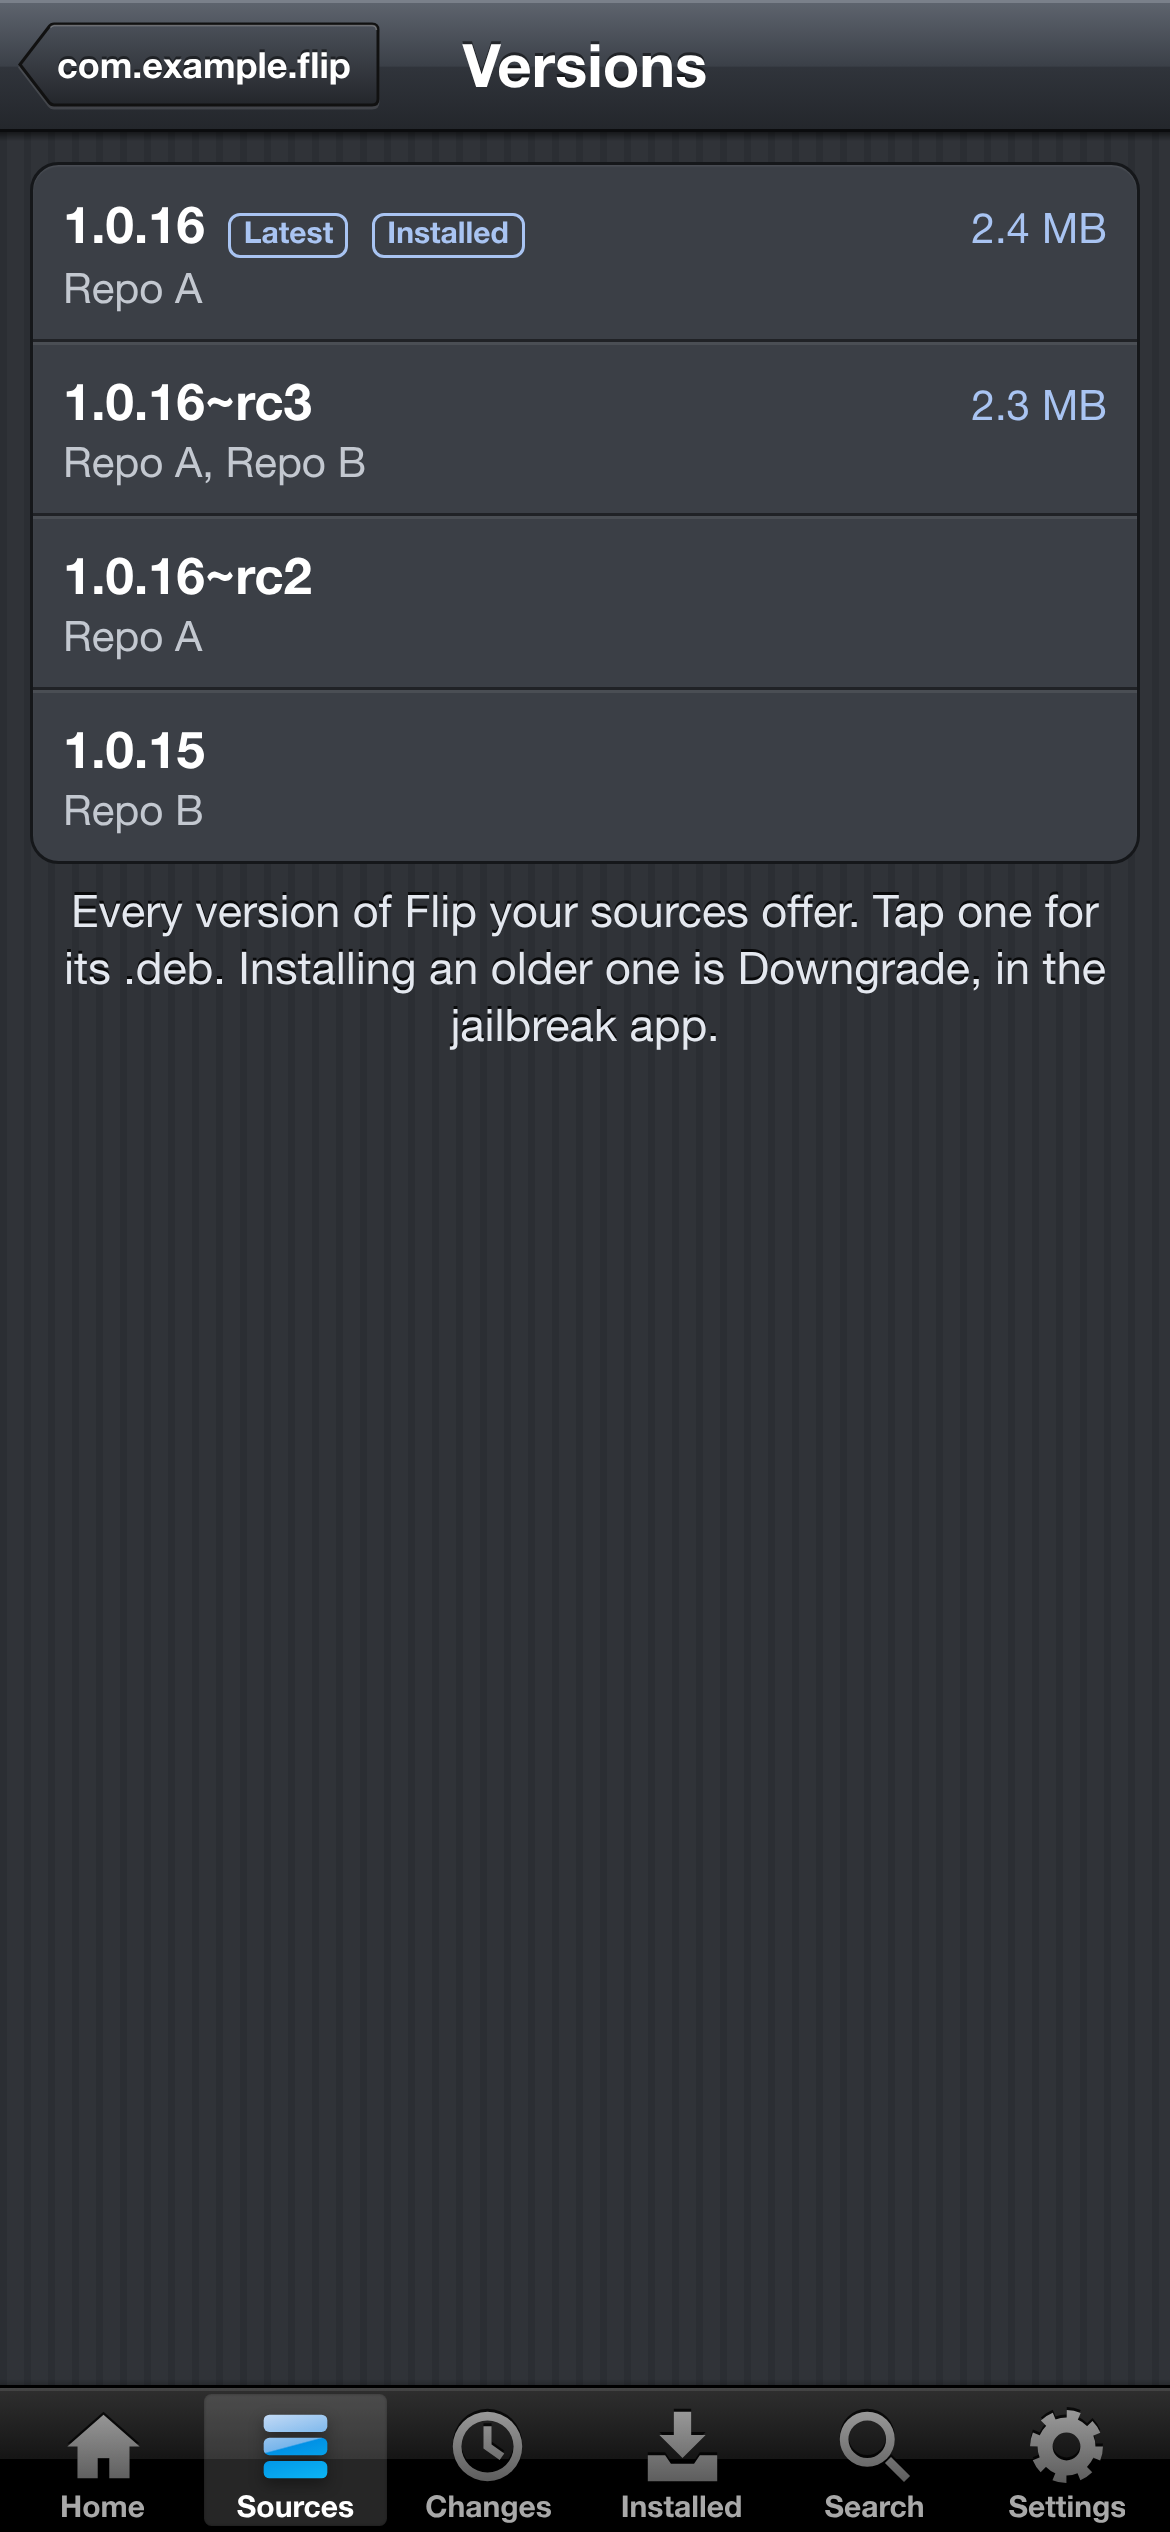 com.example.flip
Versions
1.0.16 Latest Installed 2.4 MB
Repo A
1.0.16~rc3 2.3 MB
Repo A, Repo B
1.0.16~rc2
Repo A
1.0.15
Repo B
Every version of Flip your sources offer. Tap one for
its .deb. Installing an older one is Downgrade, in the
jailbreak app.
Home Sources Changes Installed Search Settings